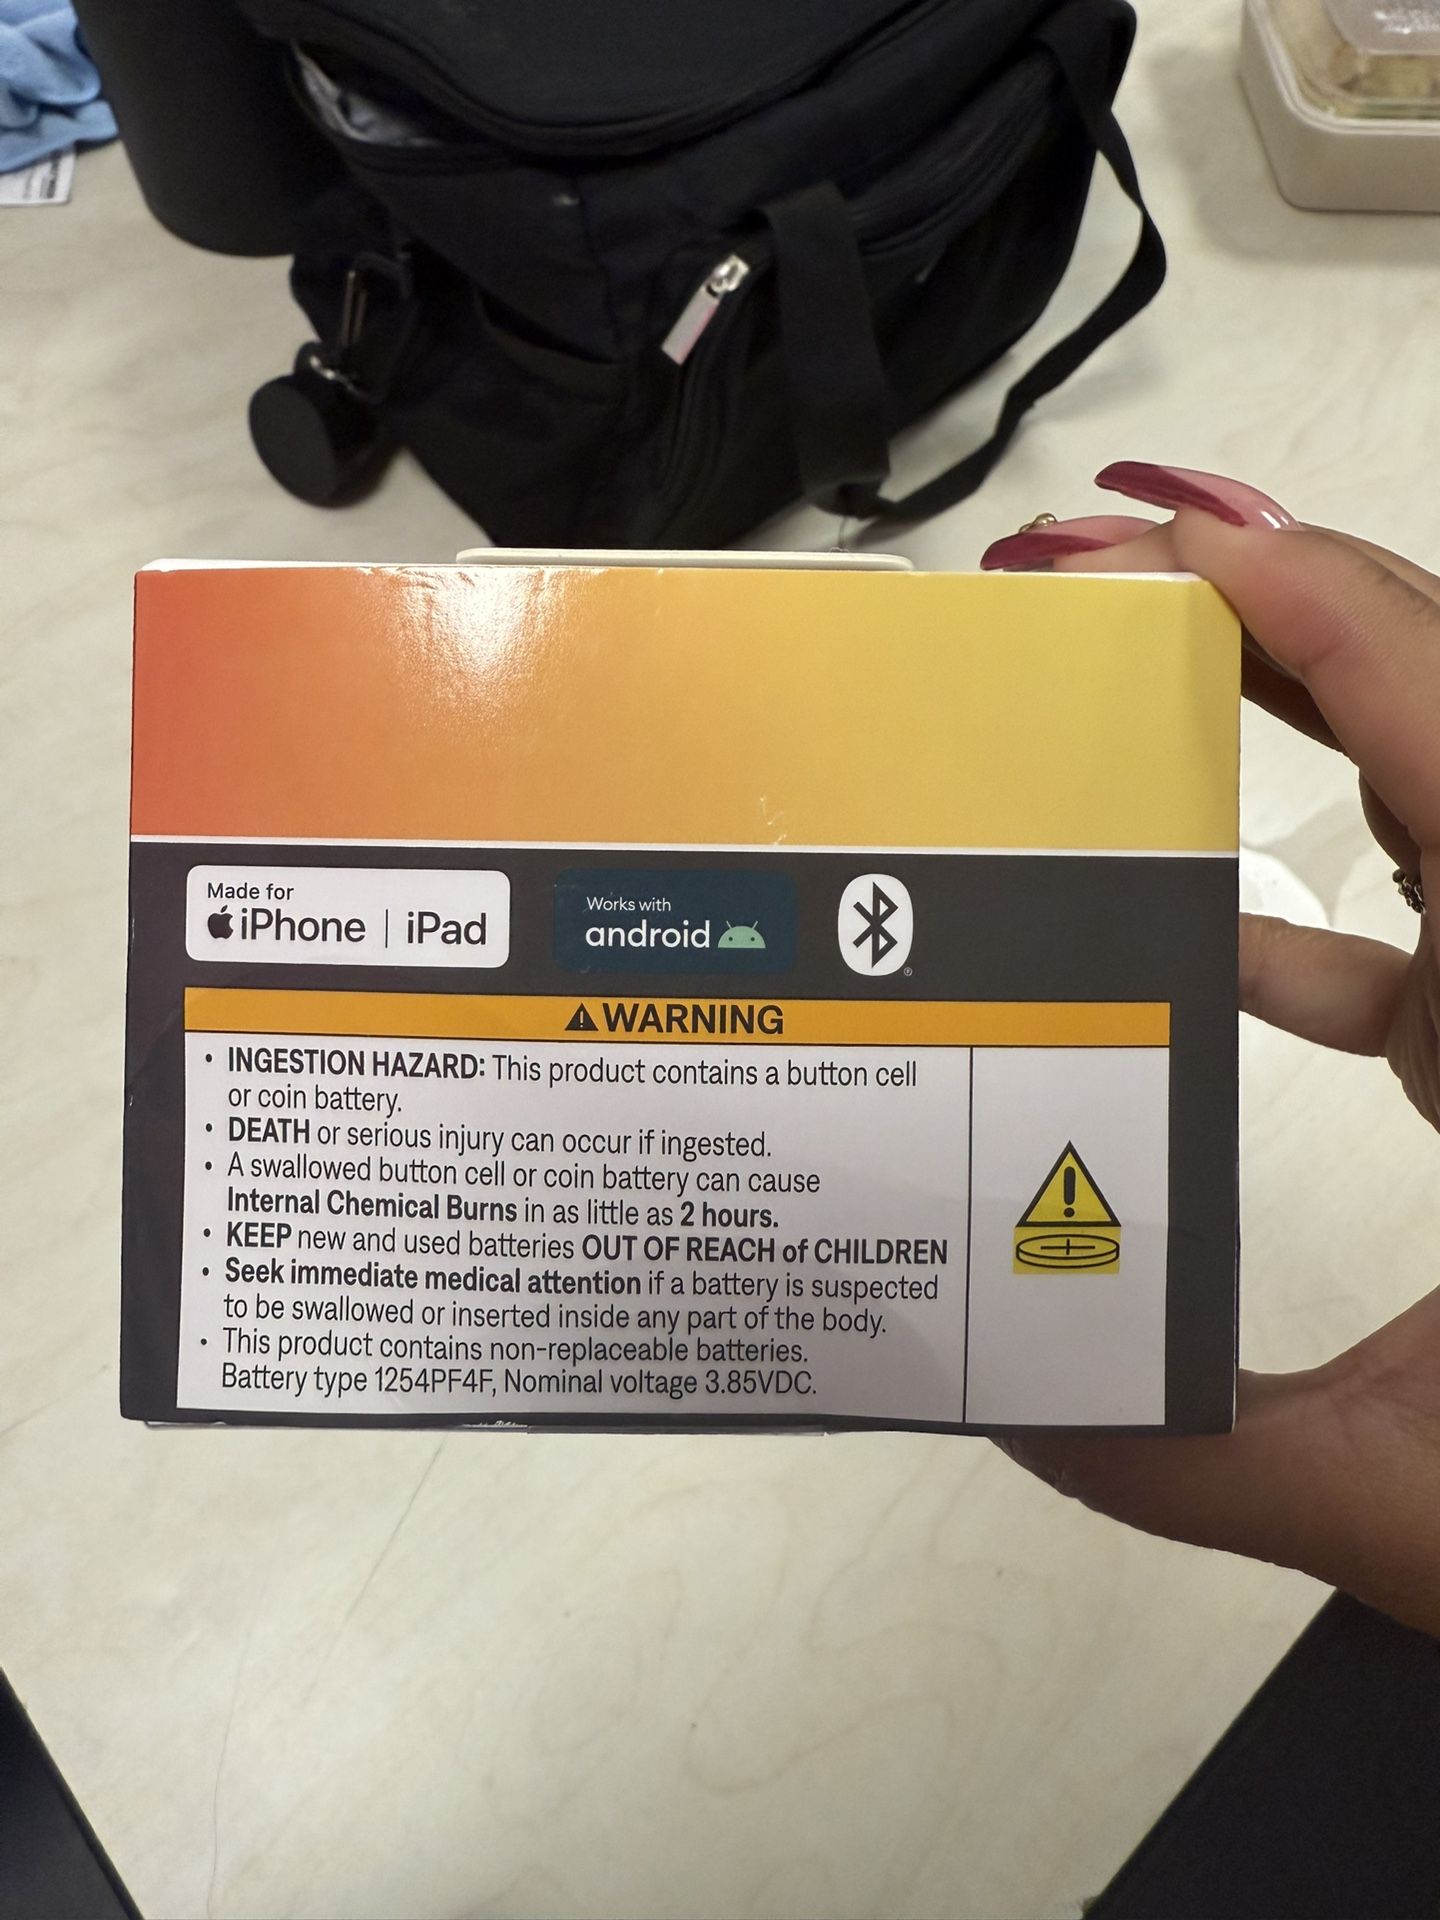 Made for
iPhone | iPad
Works with
android
®
WARNING
• INGESTION HAZARD: This product contains a button cell
or coin battery.
• DEATH or serious injury can occur if ingested.
• A swallowed button cell or coin battery can cause
Internal Chemical Burns in as little as 2 hours.
• KEEP new and used batteries OUT OF REACH of CHILDREN
• Seek immediate medical attention if a battery is suspected
to be swallowed or inserted inside any part of the body.
• This product contains non-replaceable batteries.
Battery type 1254PF4F, Nominal voltage 3.85VDC.